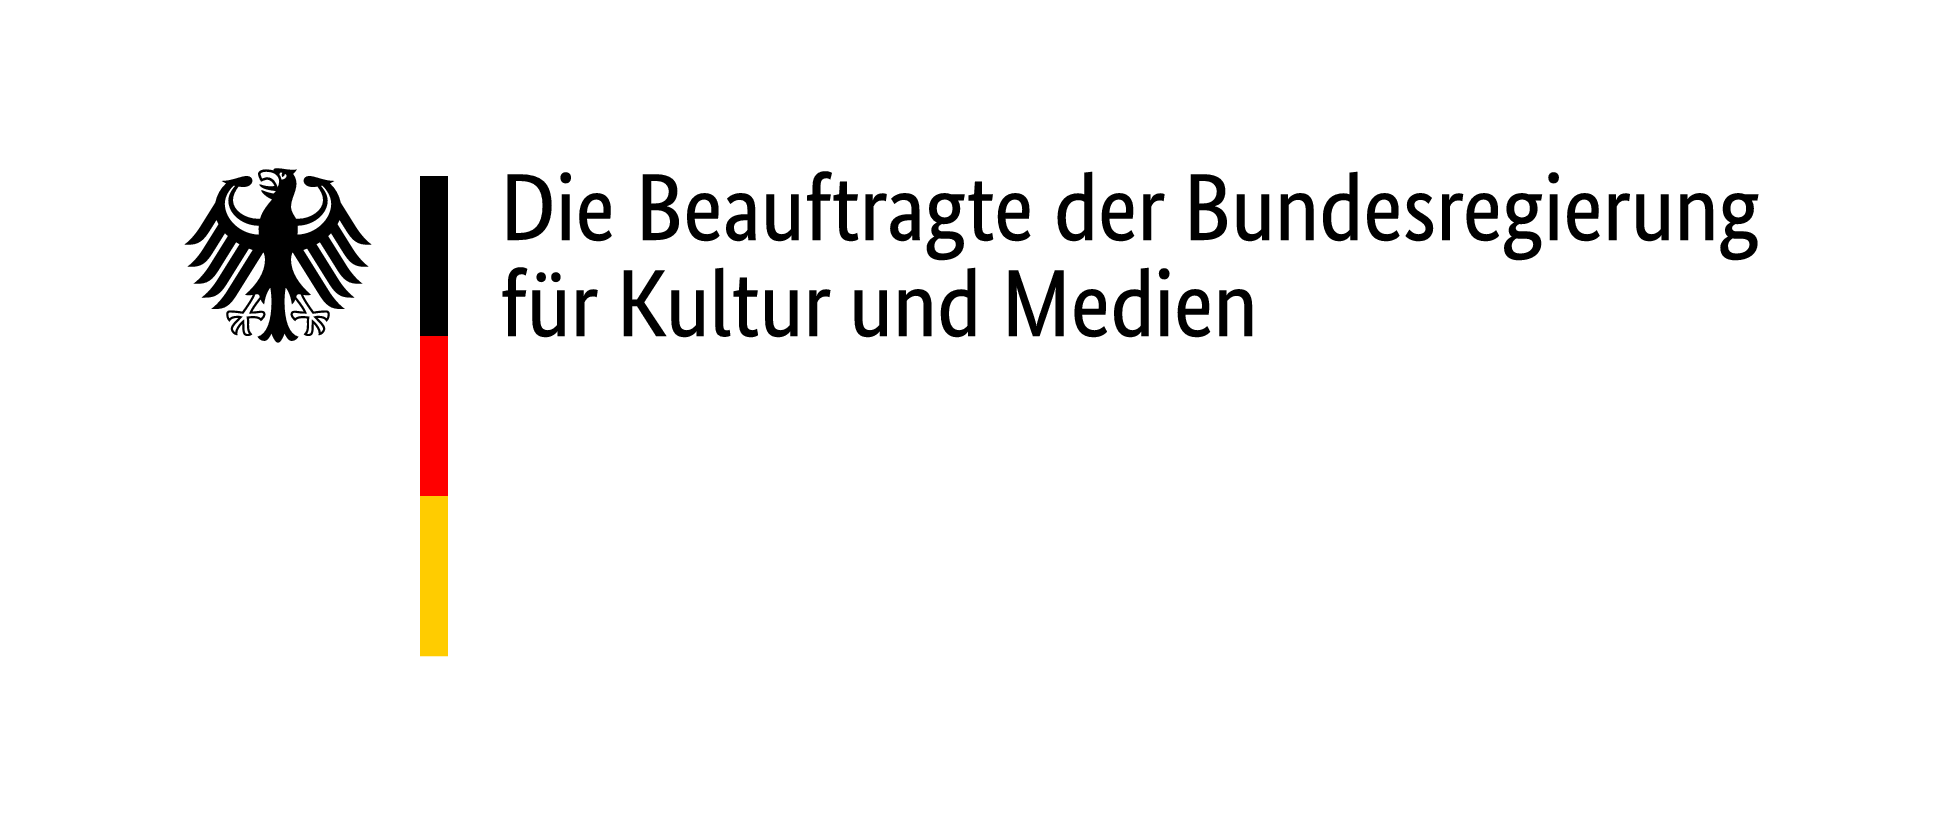 Die Beauftragte der Bundesregierung
für Kultur und Medien